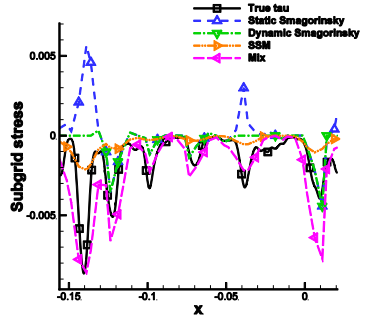 True tau
Static Smagorinsky
Dynamic Smagorinsky
SSM
Mix
0.005
0
-0.005
Subgrid stress
-0.15
-0.1
-0.05
0.
x